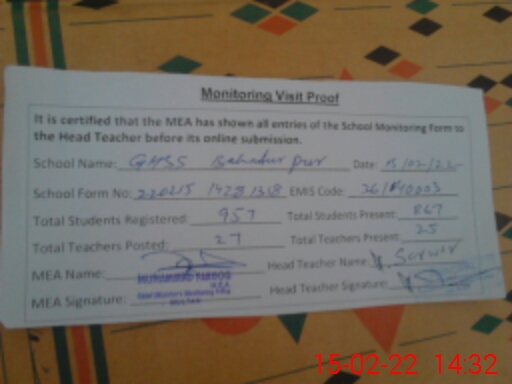 Monitoring Visit Proof
It is certified that the MEA has shown all entries of the School Monitoring Form to
the Head Teacher before its online submission.
School Name: GHSS Bahadur pur Date: 15/02/22
School Form No: EMIS Code:
Total Students Registered: 957 Total Students Present: 867
Total Teachers Posted: 27 Total Teachers Present: 25
MEA Name: MUHAMMAD Head Teacher Name: Sarwar
MEA Signature: MULTAN Head Teacher Signature:
15-02-22 14:32